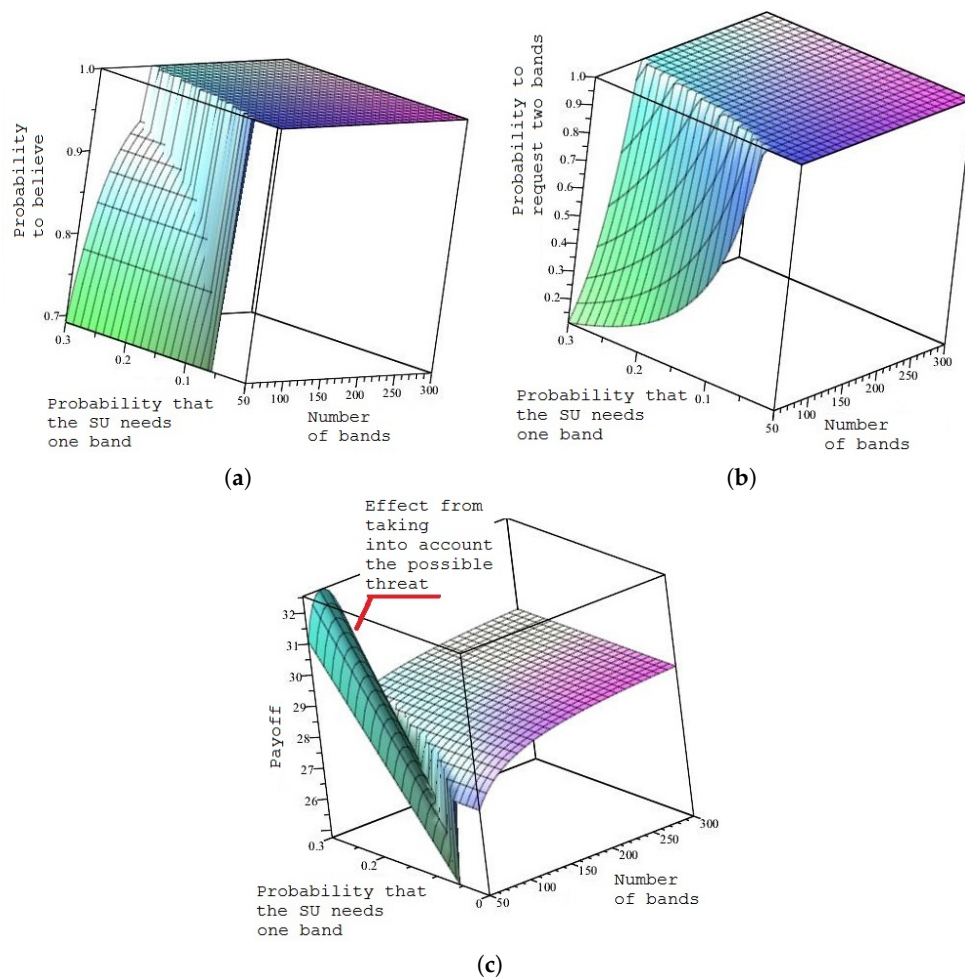 1.0
0.9
0.8
0.7
Probability
to believe
0.3
0.2
0.1
50 100 150 200 250 300
Probability that
the SU needs
one band
Number
of bands
(a)
1.0
0.9
0.8
0.7
0.6
0.5
0.4
0.3
0.2
Probability to
request two bands
0.3
0.2
0.1
50 100 150 200 250 300
Probability that
the SU needs
one band
Number
of bands
(b)
Effect from
taking
into account
the possible
threat
32
31
30
29
28
27
26
Payoff
0.3
0.2
0
50 100 150 200 250 300
Probability that
the SU needs
one band
Number
of bands
(c)